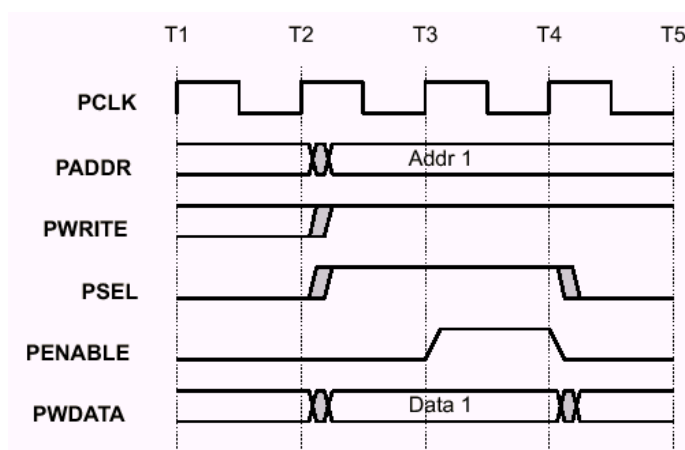 T1 T2 T3 T4 T5
PCLK
PADDR Addr 1
PWRITE
PSEL
PENABLE
PWDATA Data 1